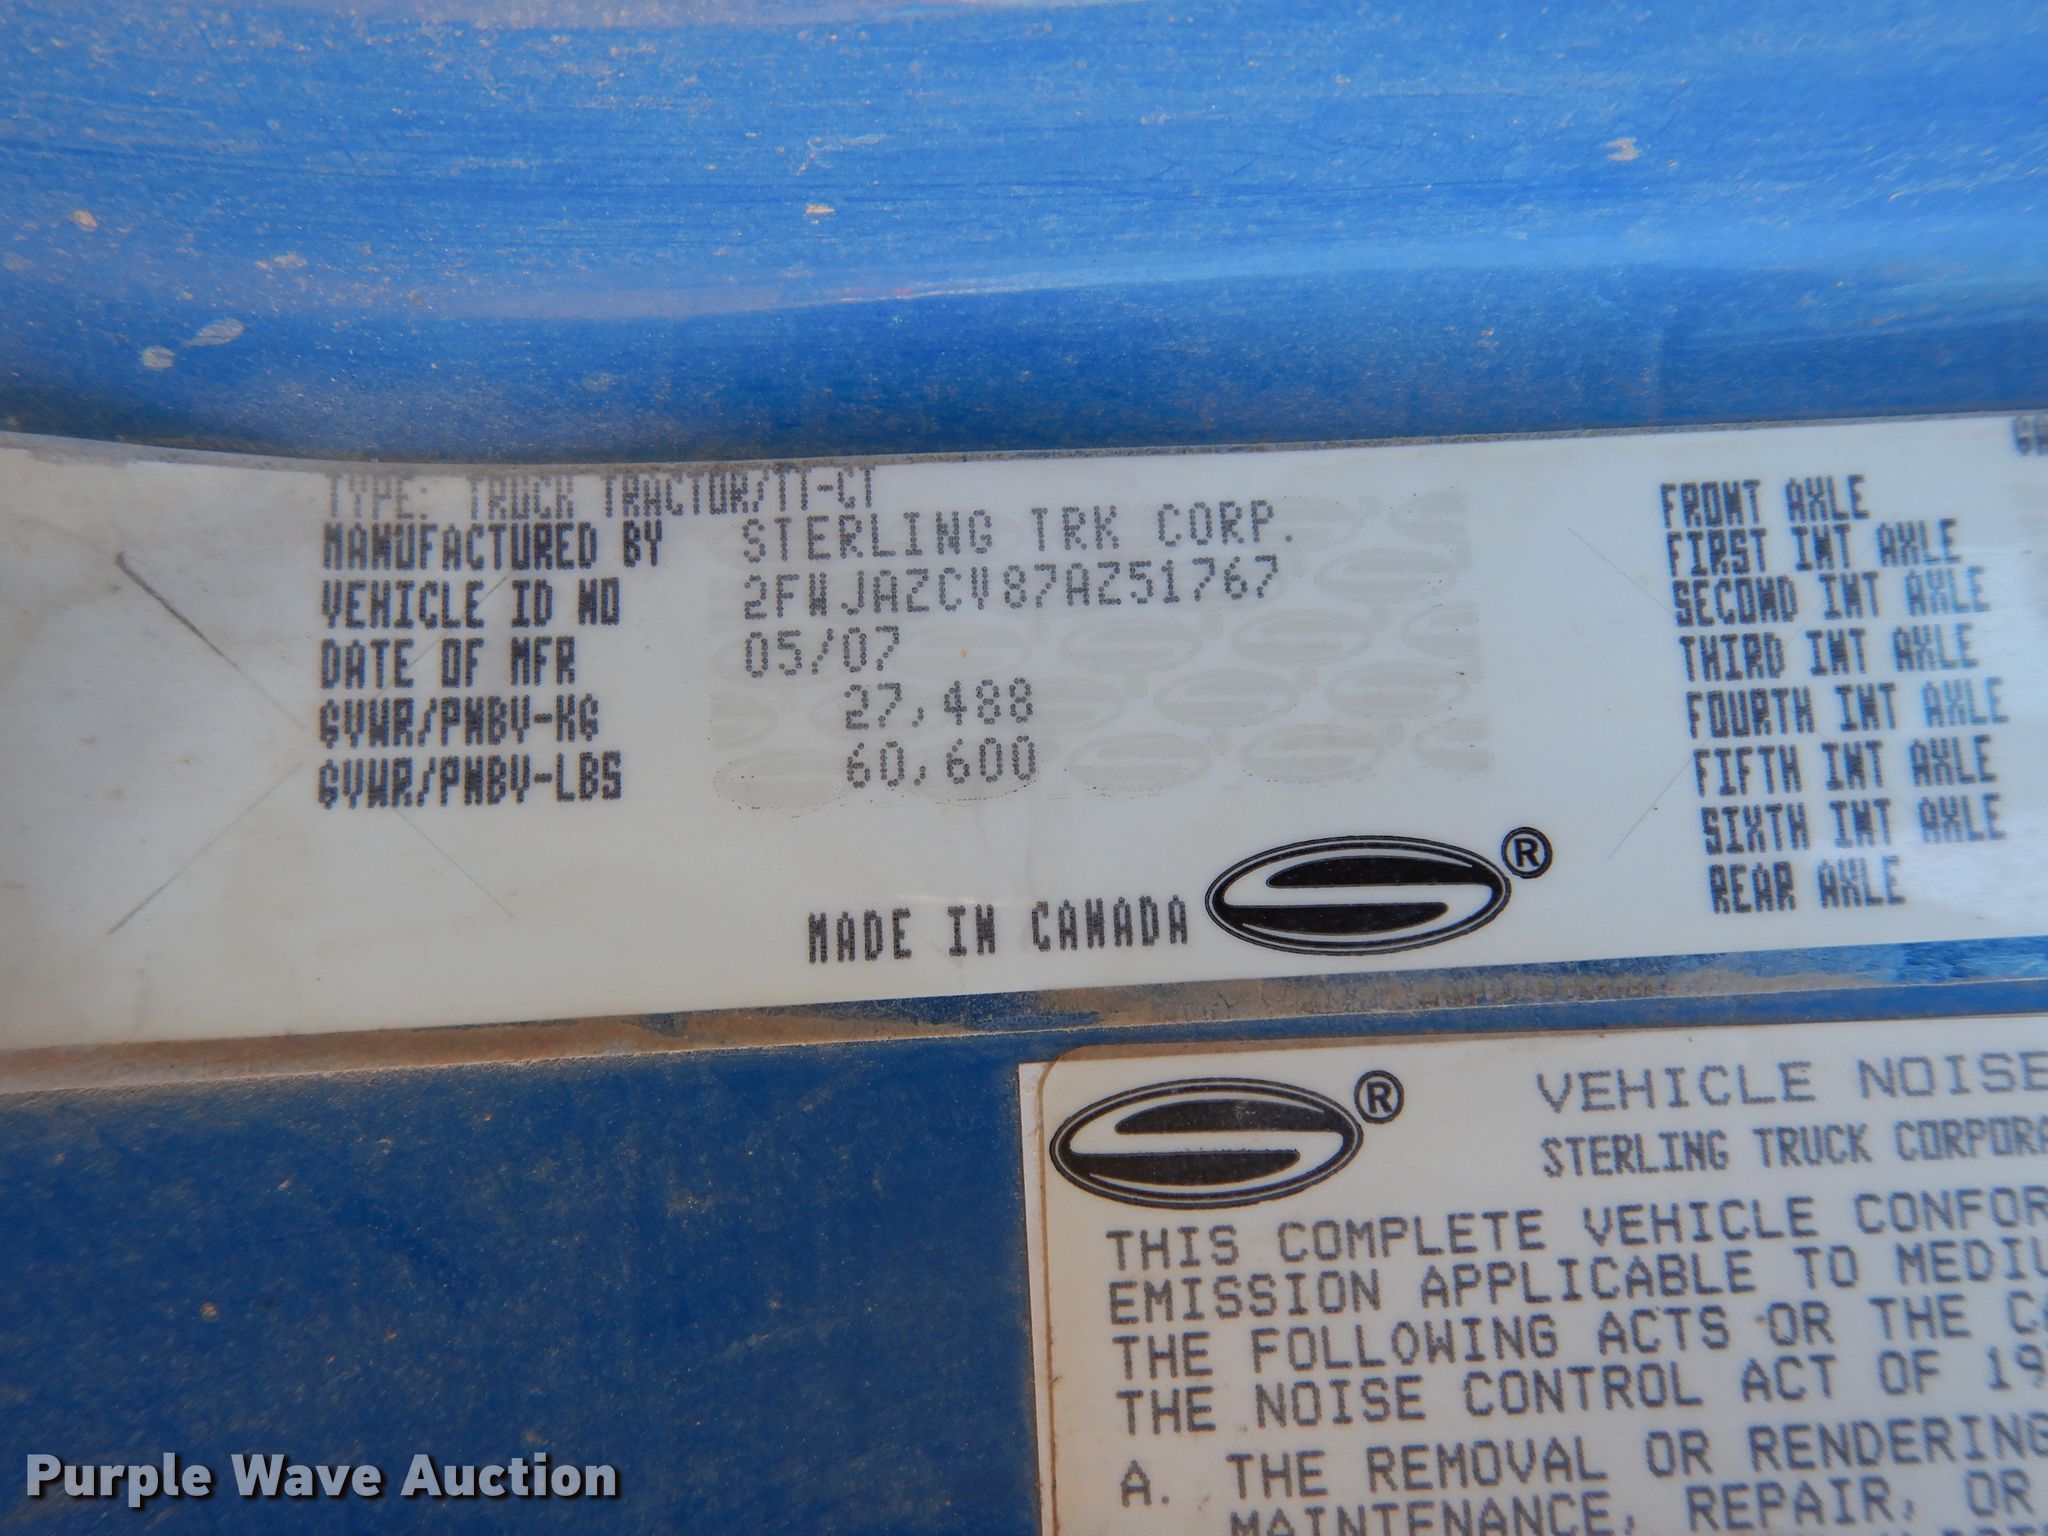 TYPE: TRUCK TRACTOR/TT-CT
MANUFACTURED BY STERLING TRK CORP.
VEHICLE ID NO 2FWJAZCV87AZ51767
DATE OF MFR 05/07
GVWR/PNBV-KG 27,488
GVWR/PNBV-LBS 60,600
MADE IN CANADA
®
FRONT AXLE
FIRST INT AXLE
SECOND INT AXLE
THIRD INT AXLE
FOURTH INT AXLE
FIFTH INT AXLE
SIXTH INT AXLE
REAR AXLE
®
VEHICLE NOISE
STERLING TRUCK CORPORA
THIS COMPLETE VEHICLE CONFOR
EMISSION APPLICABLE TO MEDIU
THE FOLLOWING ACTS OR THE CA
THE NOISE CONTROL ACT OF 19
A. THE REMOVAL OR RENDERING
MAINTENANCE, REPAIR, OR
Purple Wave Auction